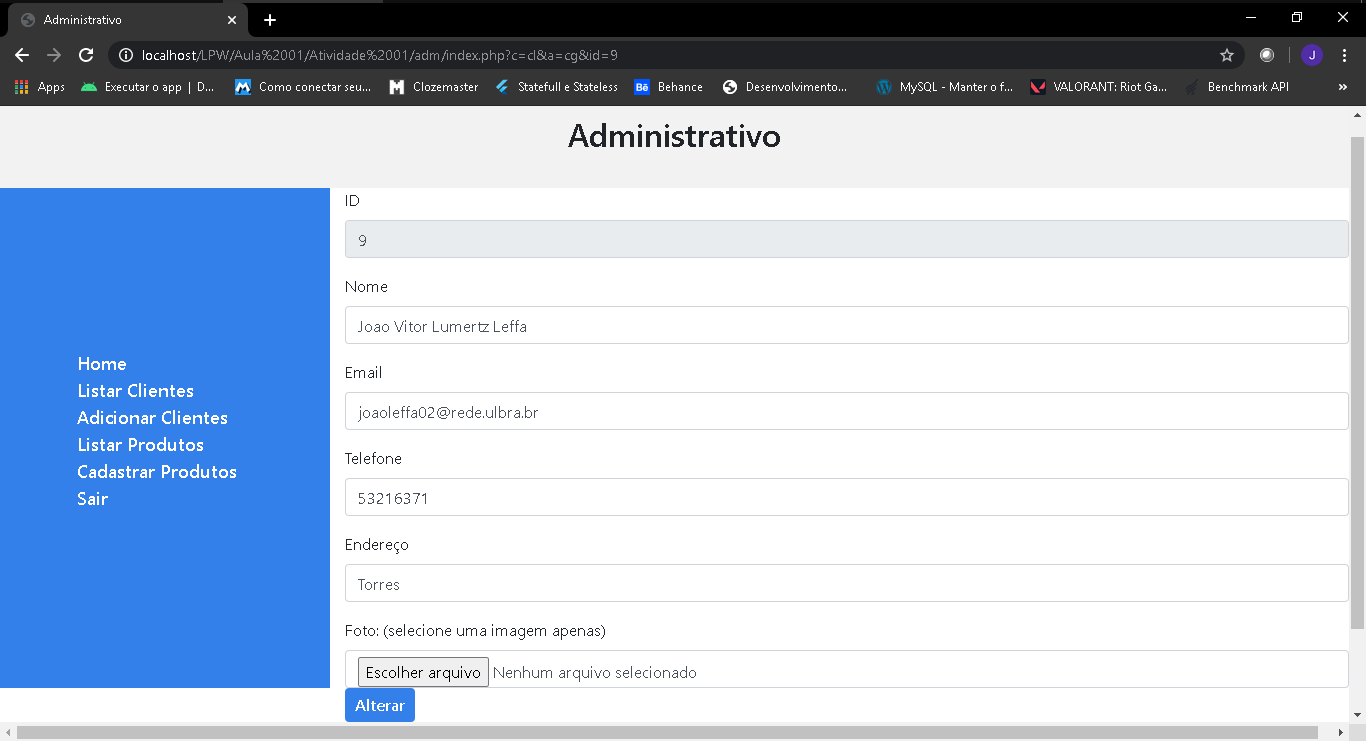 Administrativo
localhost/LPW/Aula%2001/Atividade%2001/adm/index.php?c=cl&a=cg&id=9
J
Apps Executar o app | D... Como conectar seu... Clozemaster Statefull e Stateless Bē Behance Desenvolvimento... MySQL - Manter o f... VALORANT: Riot Ga... Benchmark API »
Administrativo
Home
Listar Clientes
Adicionar Clientes
Listar Produtos
Cadastrar Produtos
Sair
ID
9
Nome
Joao Vitor Lumertz Leffa
Email
joaoleffa02@rede.ulbra.br
Telefone
53216371
Endereço
Torres
Foto: (selecione uma imagem apenas)
Escolher arquivo Nenhum arquivo selecionado
Alterar